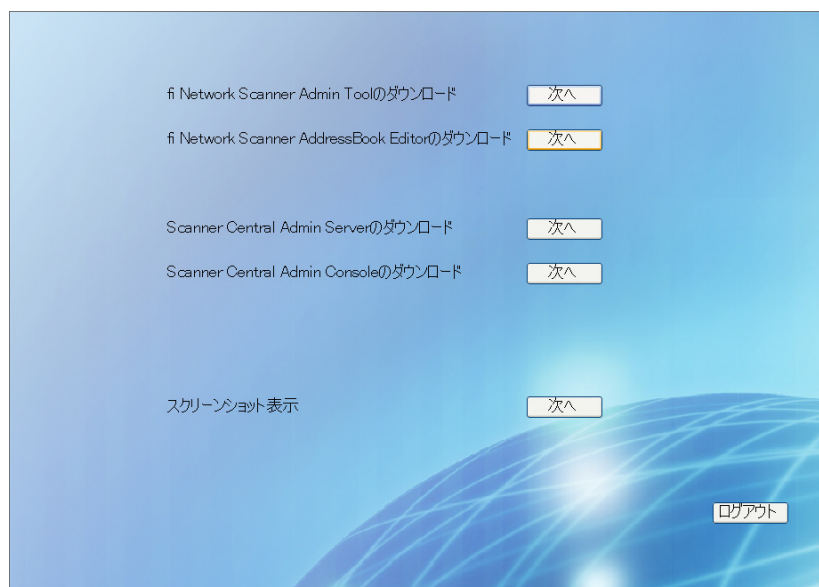 fi Network Scanner Admin Toolのダウンロード 次へ
fi Network Scanner AddressBook Editorのダウンロード 次へ
Scanner Central Admin Serverのダウンロード 次へ
Scanner Central Admin Consoleのダウンロード 次へ
スクリーンショット表示 次へ
ログアウト